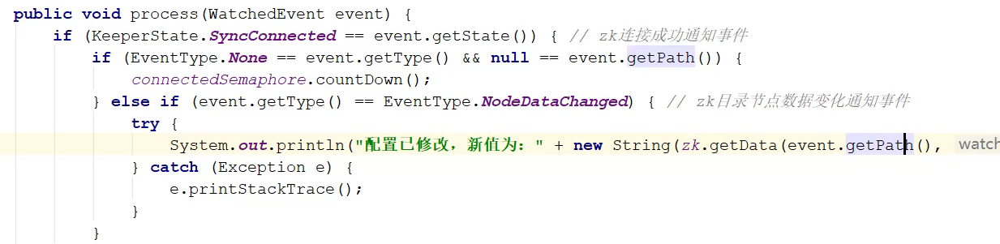 public void process(WatchedEvent event) {
if (KeeperState.SyncConnected == event.getState()) { // zk连接成功通知事件
if (EventType.None == event.getType() && null == event.getPath()) {
connectedSemaphore.countDown();
} else if (event.getType() == EventType.NodeDataChanged) { // zk目录节点数据变化通知事件
try {
System.out.println("配置已修改，新值为：" + new String(zk.getData(event.getPath(), watch
} catch (Exception e) {
e.printStackTrace();
}
}